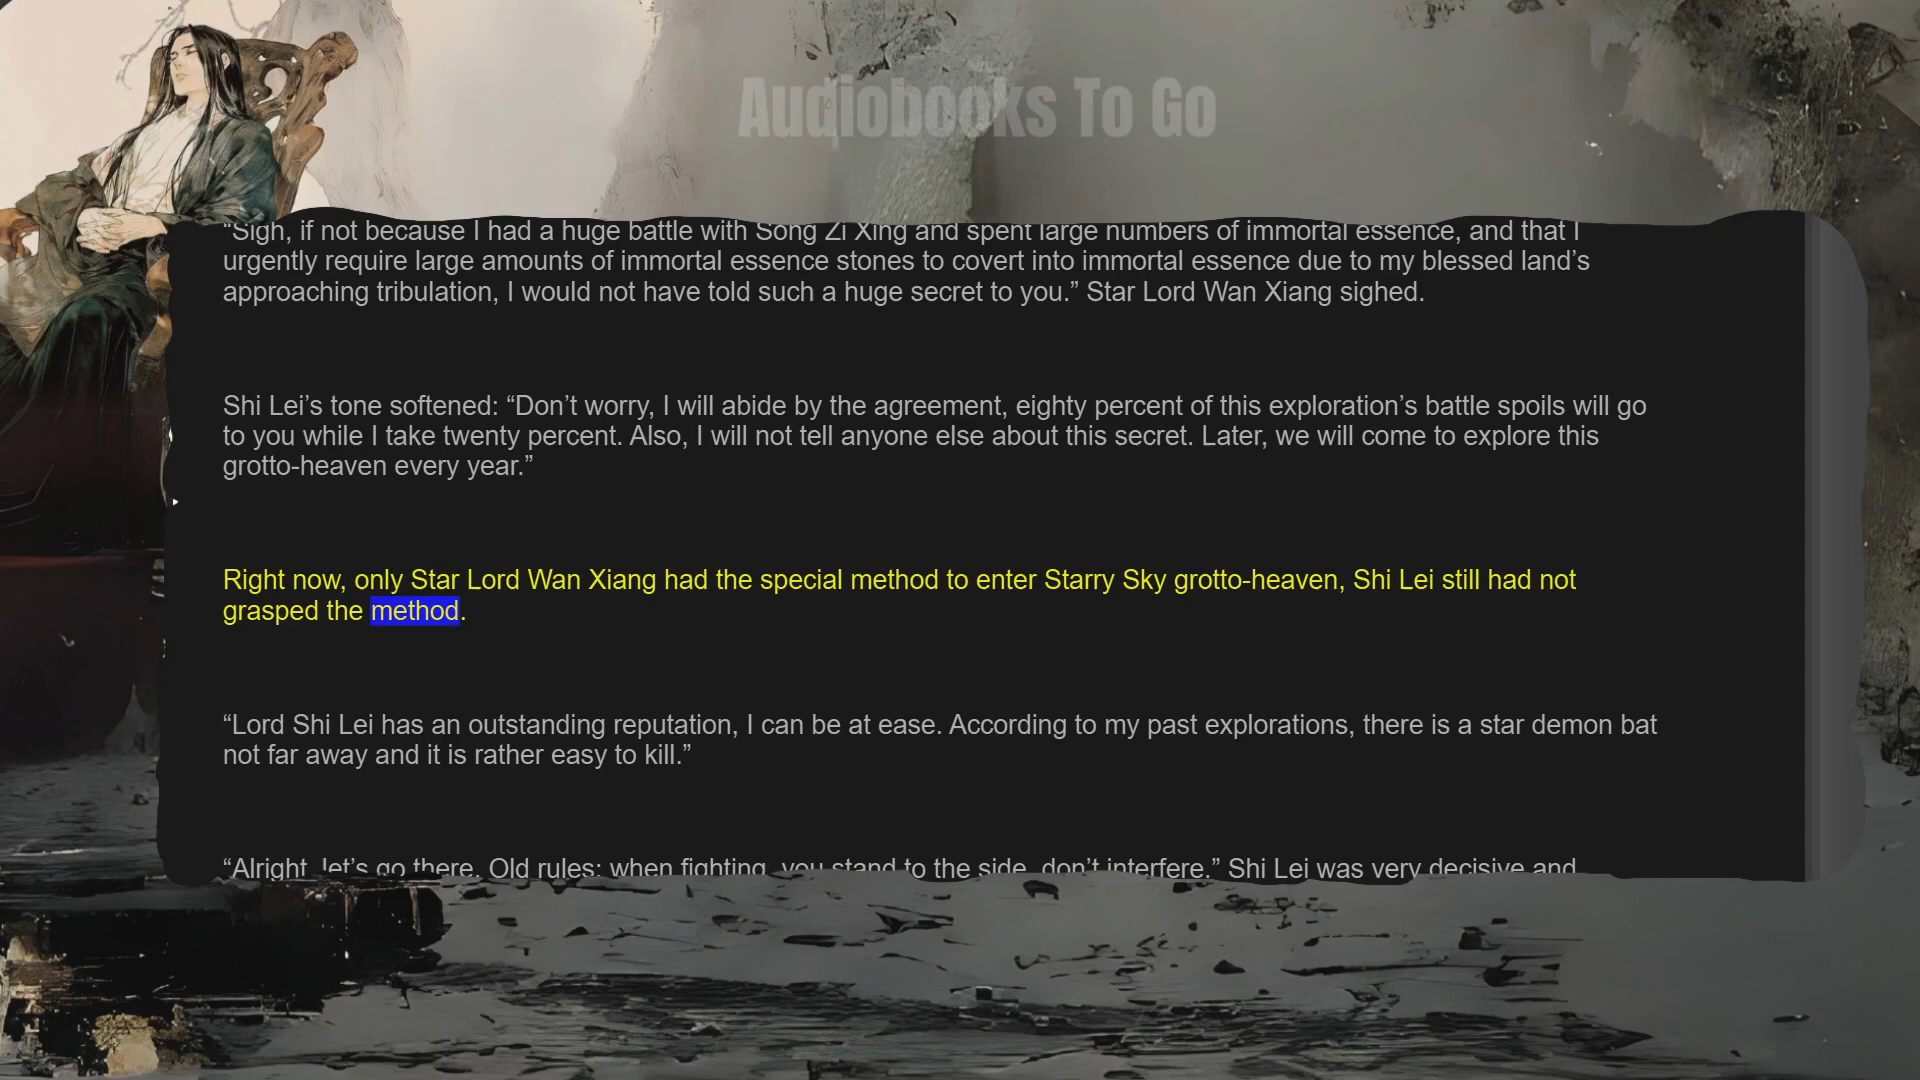 Audiobooks To Go
“Sigh, if not because I had a huge battle with Song Zi Xing and spent large numbers of immortal essence, and that I
urgently require large amounts of immortal essence stones to covert into immortal essence due to my blessed land’s
approaching tribulation, I would not have told such a huge secret to you.” Star Lord Wan Xiang sighed.
Shi Lei’s tone softened: “Don’t worry, I will abide by the agreement, eighty percent of this exploration’s battle spoils will go
to you while I take twenty percent. Also, I will not tell anyone else about this secret. Later, we will come to explore this
grotto-heaven every year.”
Right now, only Star Lord Wan Xiang had the special method to enter Starry Sky grotto-heaven, Shi Lei still had not
grasped the method.
“Lord Shi Lei has an outstanding reputation, I can be at ease. According to my past explorations, there is a star demon bat
not far away and it is rather easy to kill.”
“Alright, let’s go there. Old rules: when fighting, you stand to the side, don’t interfere.” Shi Lei was very decisive and